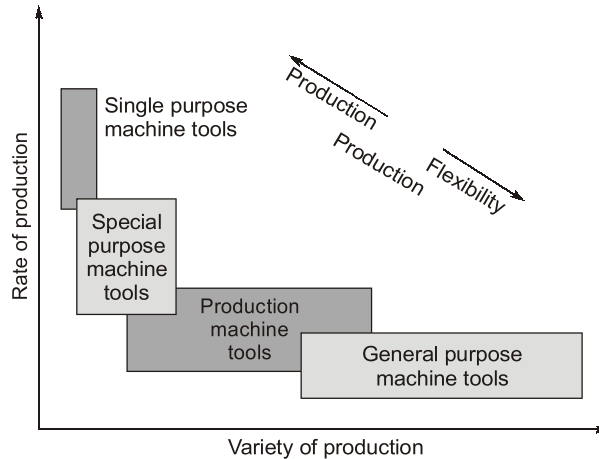 Production
Single purpose
machine tools
Production
Flexibility
Rate of production
Special
purpose
machine
tools
Production
machine
tools
General purpose
machine tools
Variety of production